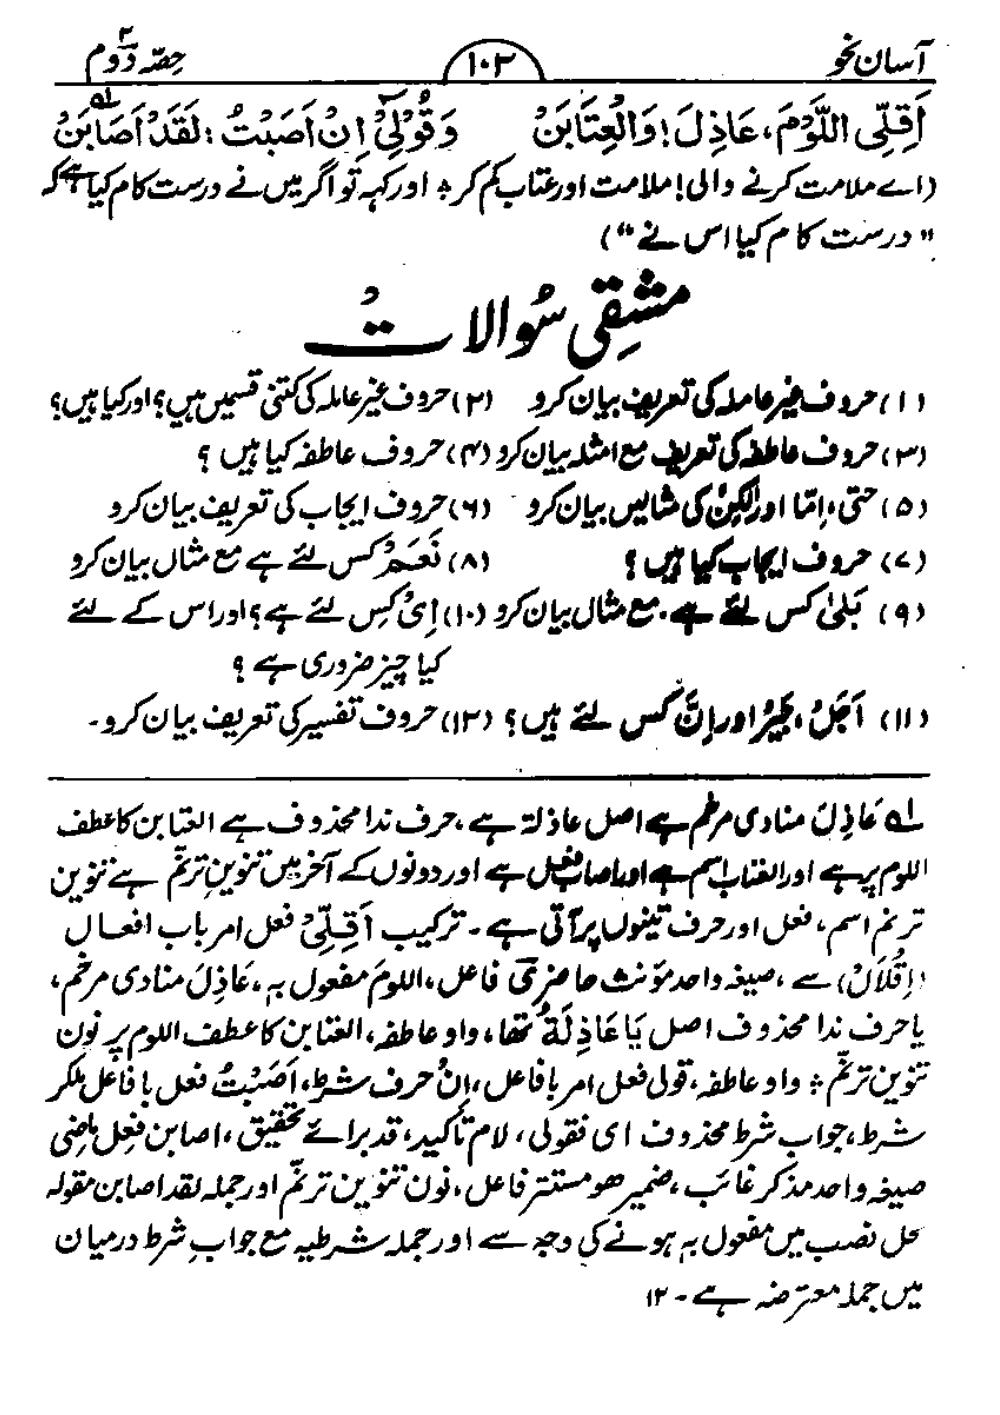 آسان نحو ۱۰۲ حصّہ دوم ۲
اَقِلِّی اللَّوْمَ، عَاذِلَ! وَالْعِتَابَنْ وَقُوْلِیْ اِنْ اَصَبْتُ : لَقَدْ اَصَابَنْ ؎۱
(اے ملامت کرنے والی! ملامت اور عتاب کم کر ؞ اور کہہ تو اگر میں نے درست کام کیا ہے کہ
"درست کام کیا اس نے")
مشقی سُوالاتُ
(۱) حروف غیر عاملہ کی تعریف بیان کرو (۲) حروف غیر عاملہ کی کتنی قسمیں ہیں؟ اور کیا ہیں؟
(۳) حروف عاطفہ کی تعریف مع امثلہ بیان کرو (۴) حروف عاطفہ کیا ہیں ؟
(۵) حتی، اِمّا اور لٰکِنْ کی مثالیں بیان کرو (۶) حروف ایجاب کی تعریف بیان کرو
(۷) حروف ایجاب کیا ہیں ؟ (۸) نَعَمْ کس لئے ہے مع مثال بیان کرو
(۹) بَلیٰ کس لئے ہے. مع مثال بیان کرو (۱۰) اِیْ کِس لئے ہے؟ اور اس کے لئے
کیا چیز ضروری ہے ؟
(۱۱) اَجَلْ، جَیْرُ اور اِنَّ کس لئے ہیں؟ (۱۲) حروف تفسیر کی تعریف بیان کرو۔
؎۱ عَاذِلَ منادی مرخم ہے اصل عاذلۃ ہے، حرف ندا محذوف ہے العتابن کا عطف
اللوم پر ہے اور العتاب اسم ہے اور اصاب فعل ہے اور دونوں کے آخر میں تنوینِ ترنّم ہے تنوین
ترنم اسم، فعل اور حرف تینوں پر آتی ہے۔ ترکیب اَقِلِّیْ فعل امر باب افعال
(اِقْلَالٌ) سے، صیغہ واحد مؤنث حاضر، یَ فاعل، اللومَ مفعول بہ، عَاذِلَ منادی مرخم،
یا حرف ندا محذوف اصل یَا عَاذِلَۃُ تھا، واو عاطفہ، العتابن کا عطف اللوم پر نون
تنوین ترنّم ؞ واو عاطفہ، قولی فعل امر با فاعل، اِنْ حرف شرط، اَصَبْتُ فعل با فاعل ملکر
شرط، جواب شرط محذوف ای فقولی، لام تاکید، قد برائے تحقیق، اصابن فعل ماضی
صیغہ واحد مذکر غائب، ضمیر ھو مستتر فاعل، نون تنوین ترنّم اور جملہ لقد اصابن مقولہ
محل نصب میں مفعول بہ ہونے کی وجہ سے اور جملہ شرطیہ مع جوابِ شرط درمیان
میں جملہ معترضہ ہے۔ ۱۲